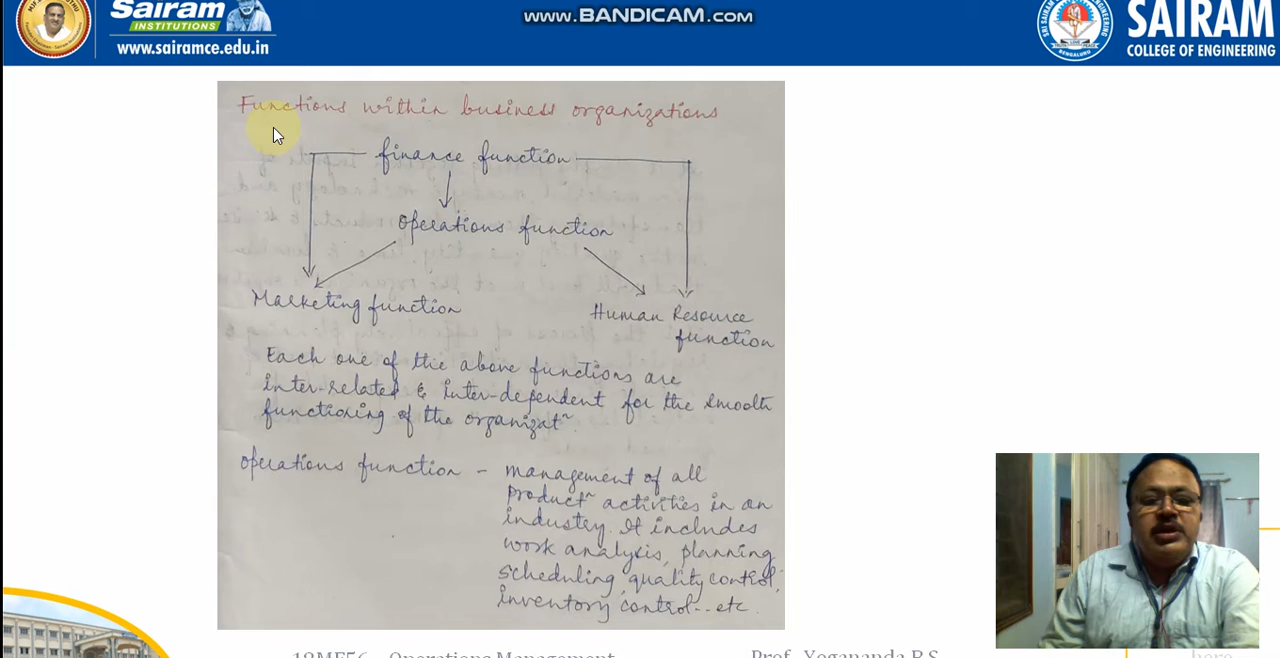 www.BANDICAM.com
Sairam
INSTITUTIONS
www.sairamce.edu.in
SAIRAM
COLLEGE OF ENGINEERING
Functions within business organizations
finance function
operations function
Marketing function
Human Resource
function
Each one of the above functions are
inter-related & inter-dependent for the smooth
functioning of the organizatⁿ
operations function - management of all
productⁿ activities in an
industry. It includes
work analysis, planning
scheduling, quality control,
inventory control.. etc.
Operations Management
Prof. Yogananda B S
here